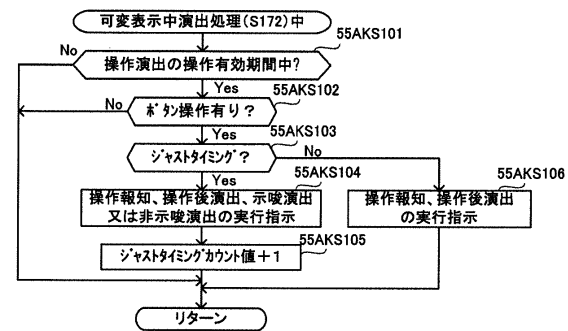 可変表示中演出処理(S172)中
55AKS101
No
操作演出の操作有効期間中?
Yes
55AKS102
No
ボタン操作有り?
Yes
55AKS103
ジャストタイミング?
No
Yes
55AKS104
操作報知、操作後演出、示唆演出
又は非示唆演出の実行指示
55AKS106
操作報知、操作後演出
の実行指示
55AKS105
ジャストタイミングカウント値+1
リターン